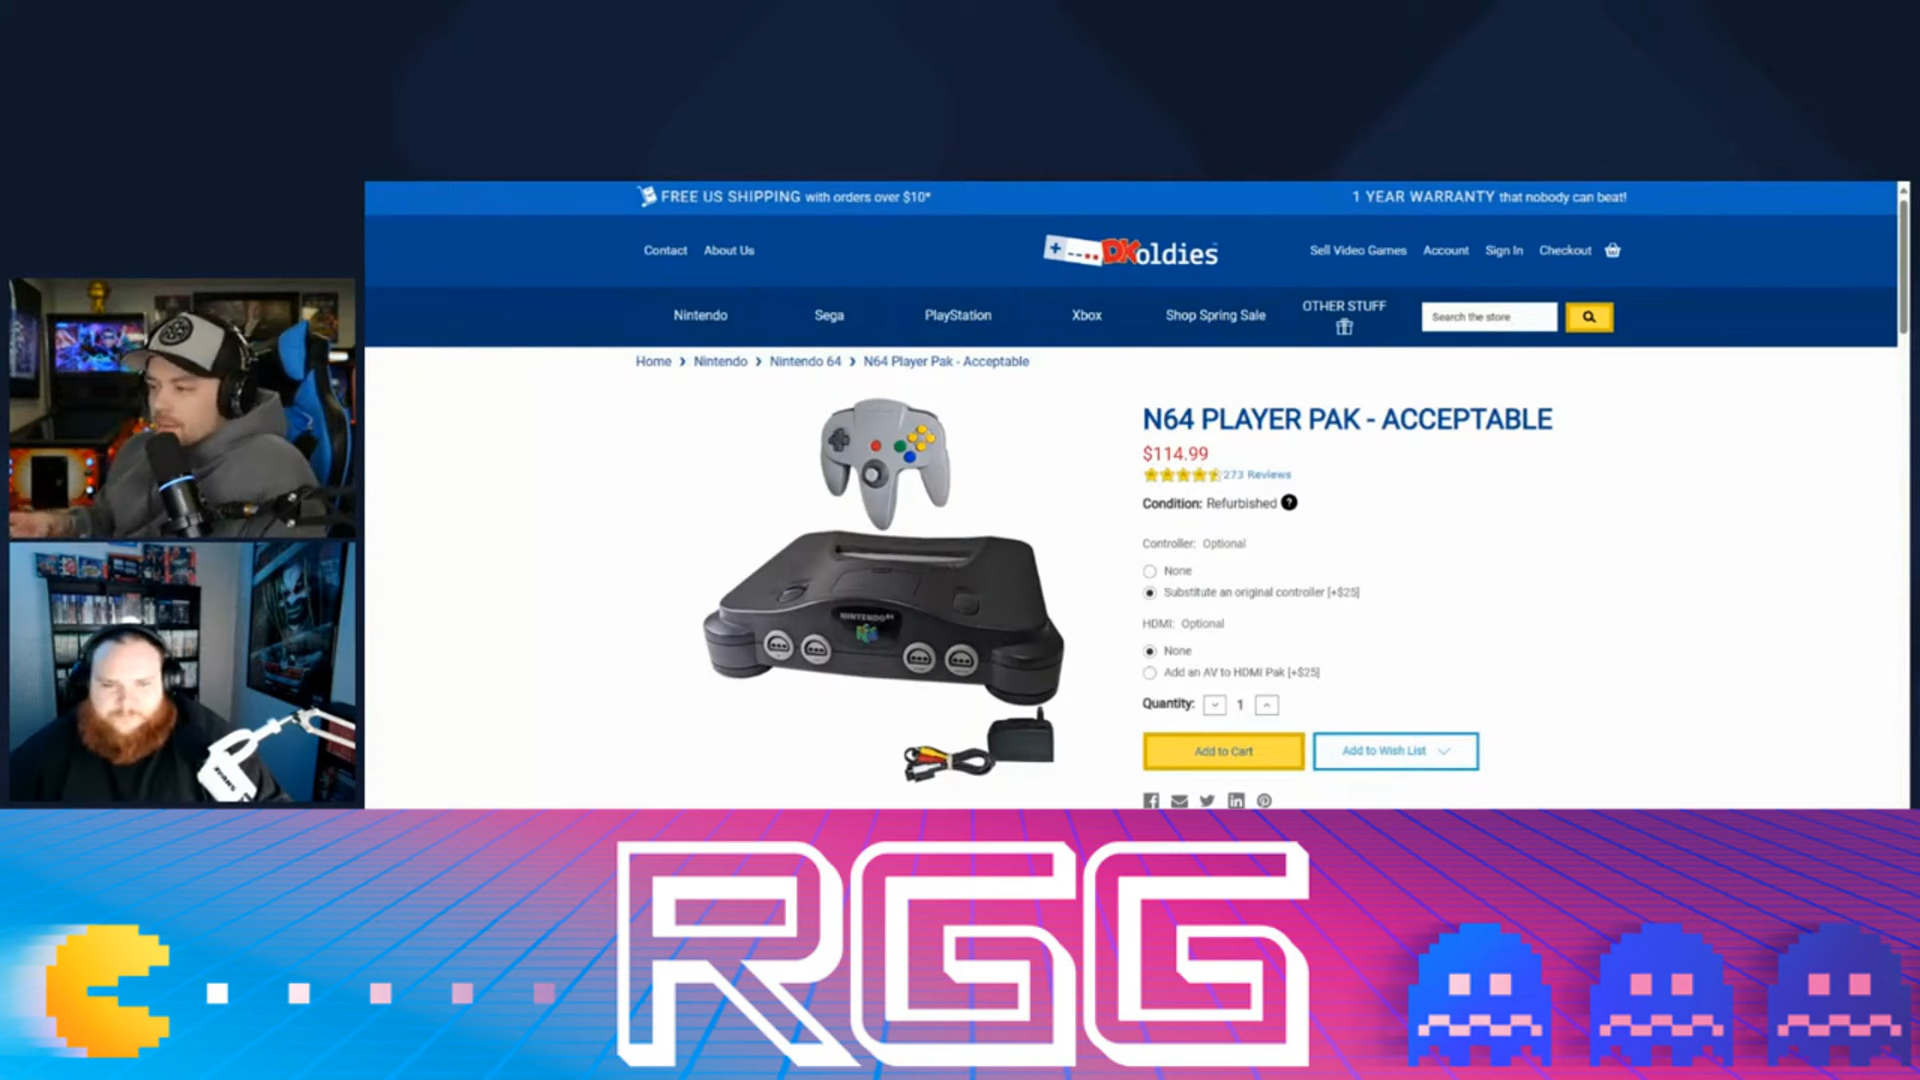 FREE US SHIPPING with orders over $10*
1 YEAR WARRANTY that nobody can beat!
Contact About Us
DKoldies
Sell Video Games Account Sign In Checkout
Nintendo Sega PlayStation Xbox Shop Spring Sale OTHER STUFF
Search the store
Home > Nintendo > Nintendo 64 > N64 Player Pak - Acceptable
N64 PLAYER PAK - ACCEPTABLE
$114.99
273 Reviews
Condition: Refurbished ?
Controller: Optional
None
Substitute an original controller [+$25]
HDMI: Optional
None
Add an AV to HDMI Pak [+$25]
Quantity: 1
Add to Cart
Add to Wish List
NINTENDO64
RGG